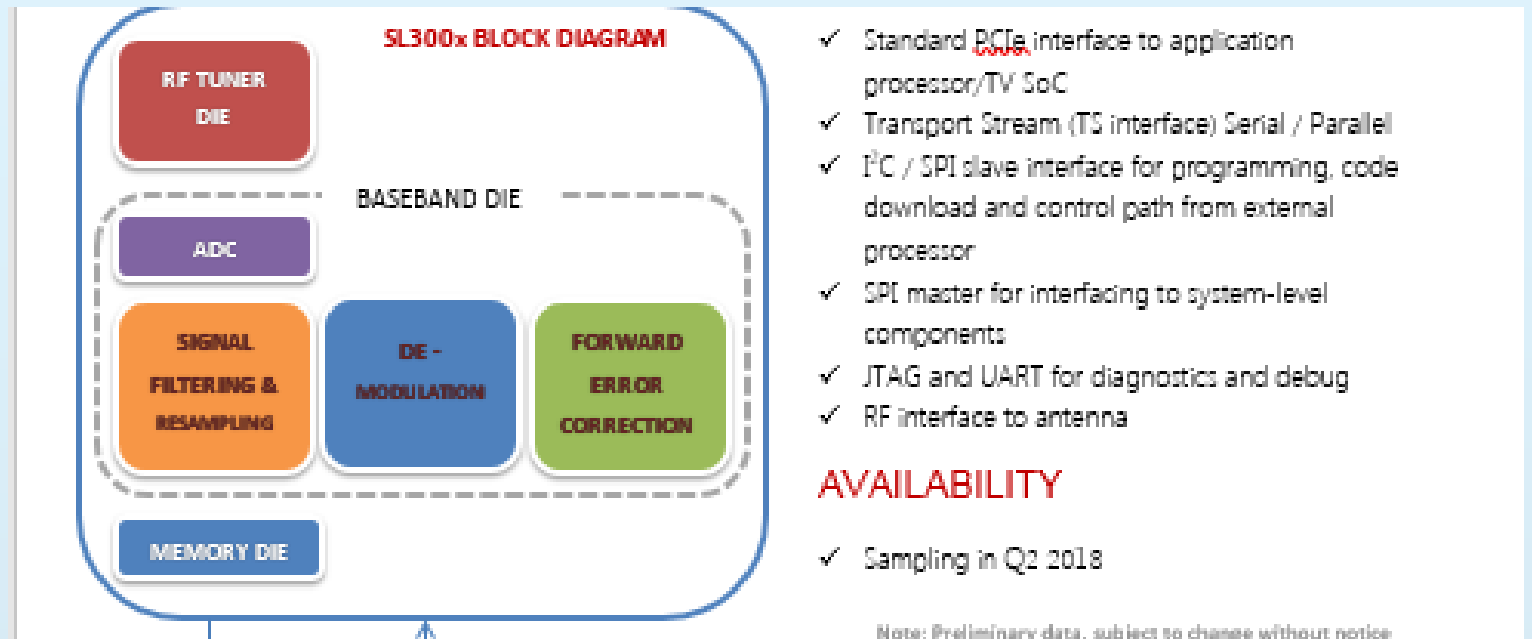 SL300x BLOCK DIAGRAM
RF TUNER
DIE
BASEBAND DIE
ADC
SIGNAL
FILTERING &
RESAMPLING
DE -
MODULATION
FORWARD
ERROR
CORRECTION
MEMORY DIE
✓ Standard PCIe interface to application
processor/TV SoC
✓ Transport Stream (TS interface) Serial / Parallel
✓ I²C / SPI slave interface for programming, code
download and control path from external
processor
✓ SPI master for interfacing to system-level
components
✓ JTAG and UART for diagnostics and debug
✓ RF interface to antenna
AVAILABILITY
✓ Sampling in Q2 2018
Note: Preliminary data, subject to change without notice